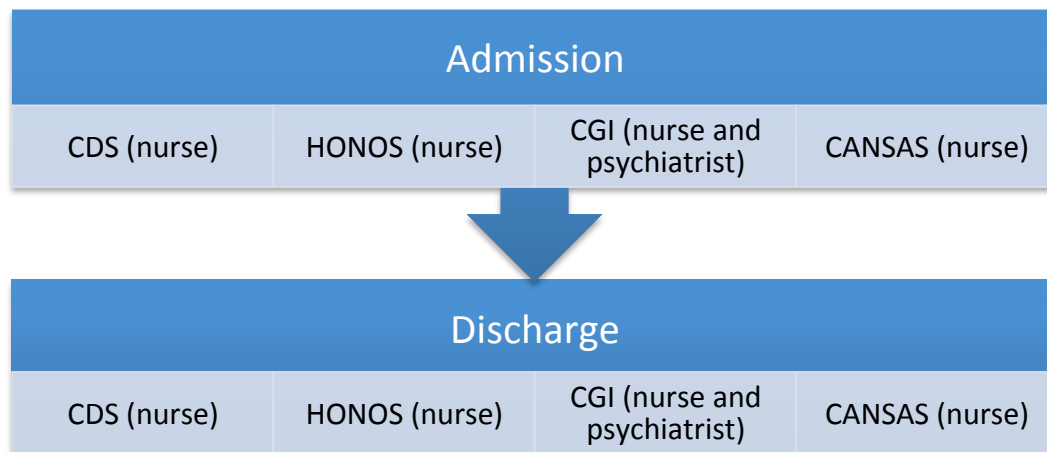 Admission
CDS (nurse)
HONOS (nurse)
CGI (nurse and
psychiatrist)
CANSAS (nurse)
Discharge
CDS (nurse)
HONOS (nurse)
CGI (nurse and
psychiatrist)
CANSAS (nurse)